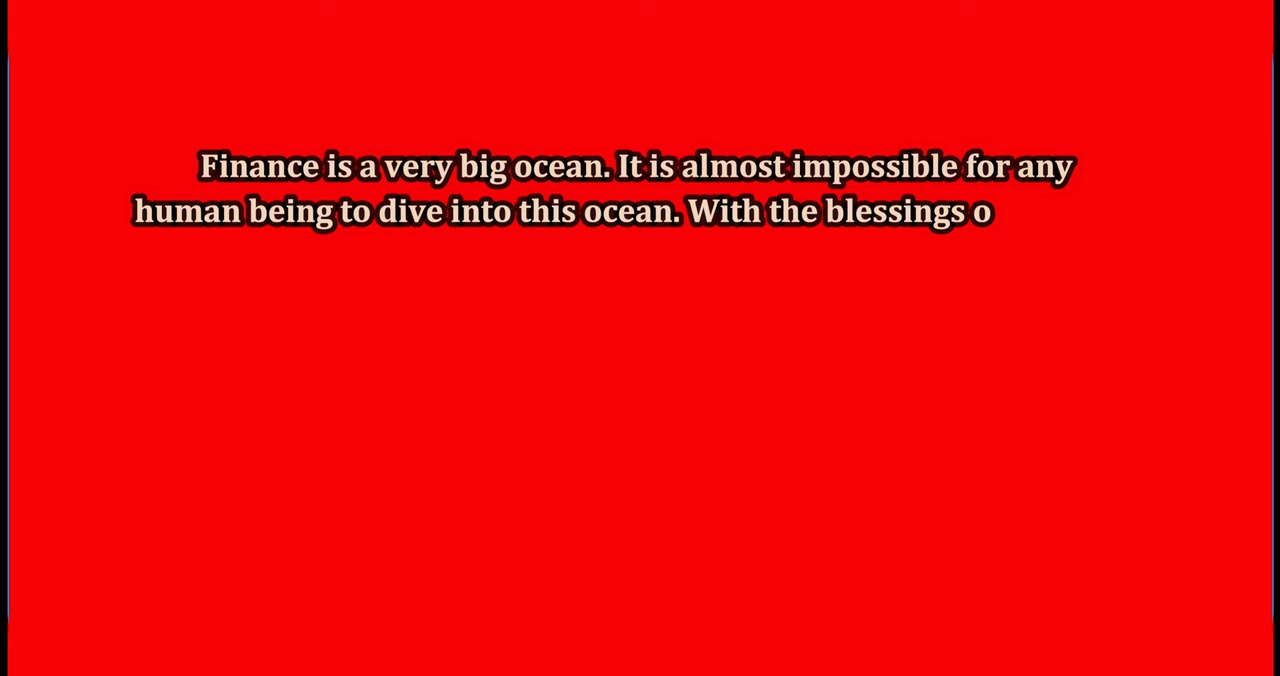 Finance is a very big ocean. It is almost impossible for any
human being to dive into this ocean. With the blessings o